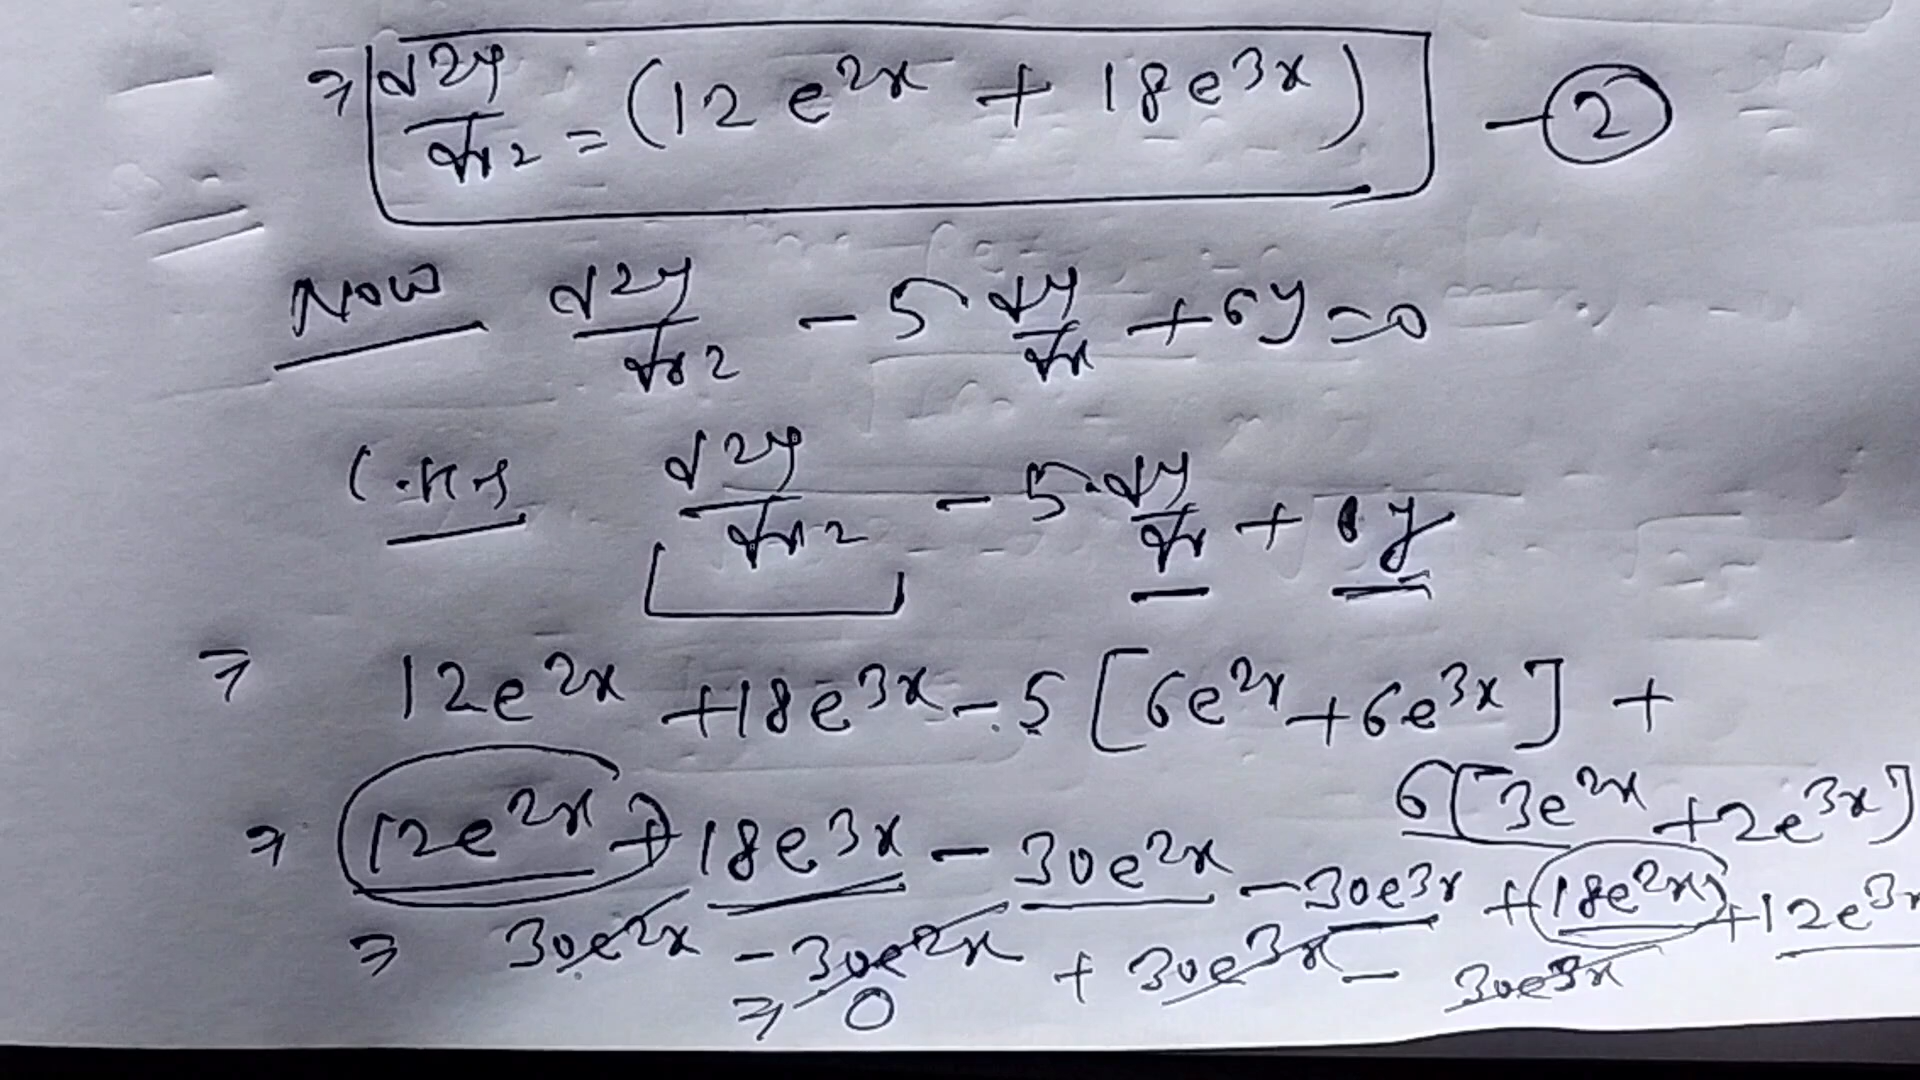 ⇒ d2y/dx2 = (12e^2x + 18e^3x) - ②
Now d2y/dx2 - 5 dy/dx + 6y = 0
L.H.S d2y/dx2 - 5 dy/dx + 6y
⇒ 12e^2x + 18e^3x - 5 [6e^2x + 6e^3x] +
6[3e^2x + 2e^3x]
⇒ 12e^2x + 18e^3x - 30e^2x - 30e^3x + 18e^2x + 12e^3x
⇒ 30e^2x - 30e^2x + 30e^3x - 30e^3x
⇒ 0